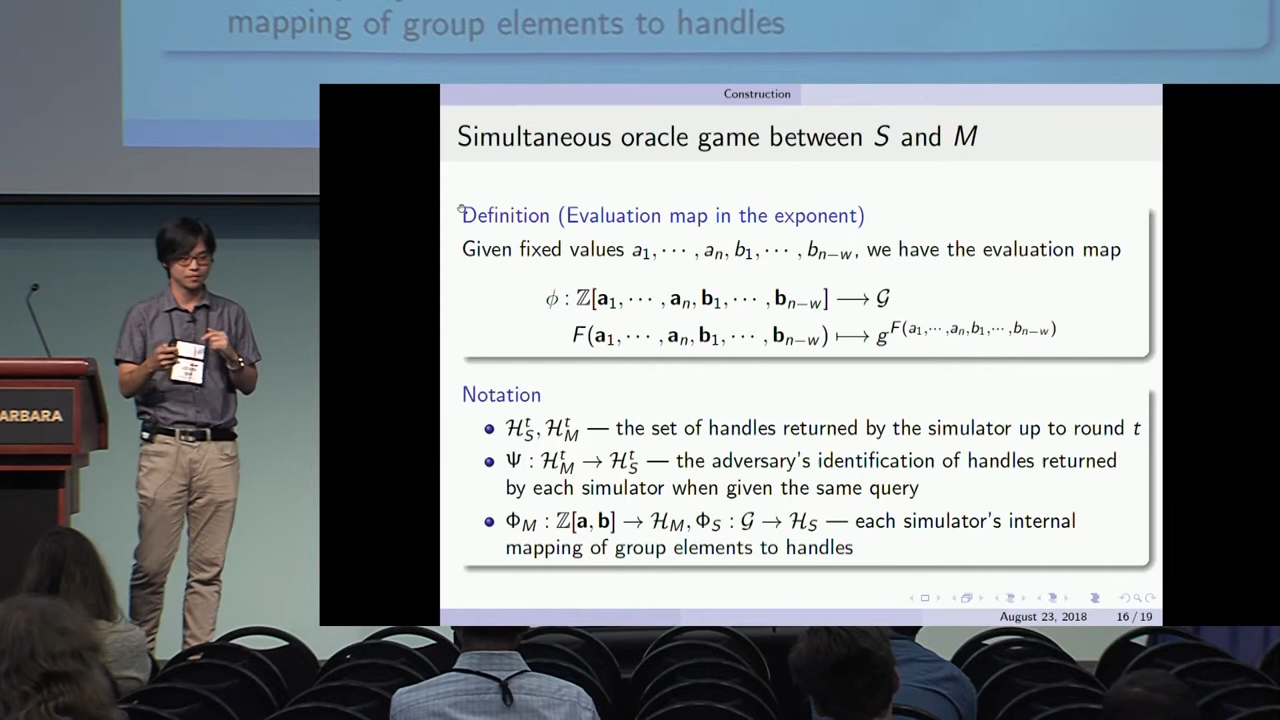 mapping of group elements to handles
Construction
Simultaneous oracle game between S and M
Definition (Evaluation map in the exponent)
Given fixed values a₁, ⋯ , aₙ, b₁, ⋯ , bₙ₋w, we have the evaluation map
ϕ : ℤ[𝐚₁, ⋯ , 𝐚ₙ, 𝐛₁, ⋯ , 𝐛ₙ₋w] ⟶ 𝒢
F(𝐚₁, ⋯ , 𝐚ₙ, 𝐛₁, ⋯ , 𝐛ₙ₋w) ⟼ g^F(a₁,⋯,aₙ,b₁,⋯,bₙ₋w)
Notation
ℋ_S^t, ℋ_M^t — the set of handles returned by the simulator up to round t
Ψ : ℋ_M^t → ℋ_S^t — the adversary's identification of handles returned
by each simulator when given the same query
Φ_M : ℤ[𝐚, 𝐛] → ℋ_M, Φ_S : 𝒢 → ℋ_S — each simulator's internal
mapping of group elements to handles
August 23, 2018 16 / 19
ARBARA